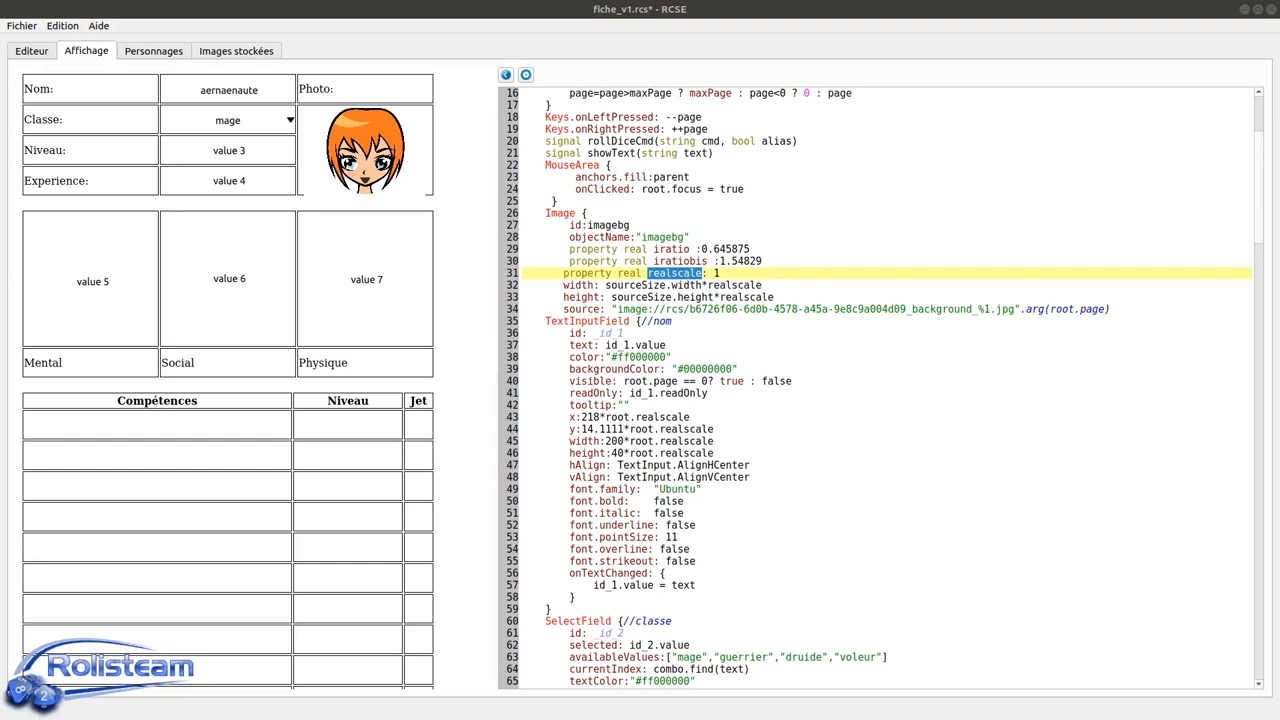 fiche_v1.rcs* - RCSE
Fichier Edition Aide
Editeur Affichage Personnages Images stockées
Nom: aernaenaute Photo:
Classe: mage
Niveau: value 3
Experience: value 4
value 5 value 6 value 7
Mental Social Physique
Compétences Niveau Jet
Rolisteam
8 2
16 page=page>maxPage ? maxPage : page<0 ? 0 : page
17 }
18 Keys.onLeftPressed: --page
19 Keys.onRightPressed: ++page
20 signal rollDiceCmd(string cmd, bool alias)
21 signal showText(string text)
22 MouseArea {
23 anchors.fill:parent
24 onClicked: root.focus = true
25 }
26 Image {
27 id:imagebg
28 objectName:"imagebg"
29 property real iratio :0.645875
30 property real iratiobis :1.54829
31 property real realscale: 1
32 width: sourceSize.width*realscale
33 height: sourceSize.height*realscale
34 source: "image://rcs/b6726f06-6d0b-4578-a45a-9e8c9a004d09_background_%1.jpg".arg(root.page)
35 TextInputField {//nom
36 id: _id_1
37 text: id_1.value
38 color:"#ff000000"
39 backgroundColor: "#00000000"
40 visible: root.page == 0? true : false
41 readOnly: id_1.readOnly
42 tooltip:""
43 x:218*root.realscale
44 y:14.1111*root.realscale
45 width:200*root.realscale
46 height:40*root.realscale
47 hAlign: TextInput.AlignHCenter
48 vAlign: TextInput.AlignVCenter
49 font.family: "Ubuntu"
50 font.bold: false
51 font.italic: false
52 font.underline: false
53 font.pointSize: 11
54 font.overline: false
55 font.strikeout: false
56 onTextChanged: {
57 id_1.value = text
58 }
59 }
60 SelectField {//classe
61 id: _id_2
62 selected: id_2.value
63 availableValues:["mage","guerrier","druide","voleur"]
64 currentIndex: combo.find(text)
65 textColor:"#ff000000"